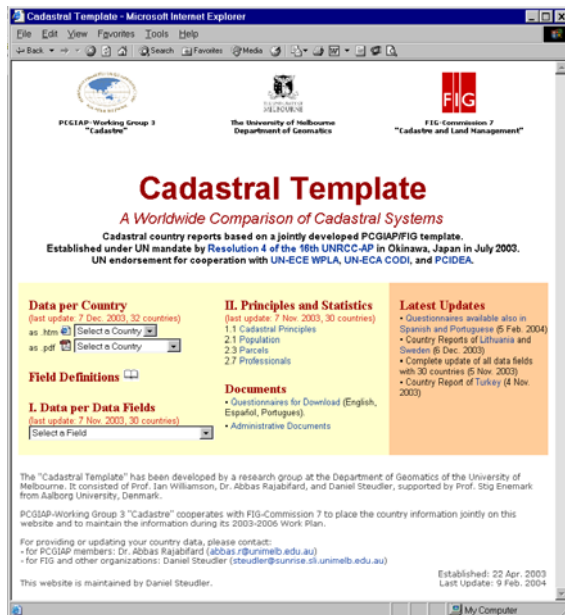 Cadastral Template - Microsoft Internet Explorer
File Edit View Favorites Tools Help
Back Search Favorites Media
PCGIAP-Working Group 3
"Cadastre"
THE UNIVERSITY OF
MELBOURNE
The University of Melbourne
Department of Geomatics
FIG
FIG-Commission 7
"Cadastre and Land Management"
Cadastral Template
A Worldwide Comparison of Cadastral Systems
Cadastral country reports based on a jointly developed PCGIAP/FIG template.
Established under UN mandate by Resolution 4 of the 16th UNRCC-AP in Okinawa, Japan in July 2003.
UN endorsement for cooperation with UN-ECE WPLA, UN-ECA CODI, and PCIDEA.
Data per Country
(last update: 7 Dec. 2003, 32 countries)
as .htm Select a Country
as .pdf Select a Country
Field Definitions
I. Data per Data Fields
(last update: 7 Nov. 2003, 30 countries)
Select a Field
II. Principles and Statistics
(last update: 7 Nov. 2003, 30 countries)
1.1 Cadastral Principles
2.1 Population
2.3 Parcels
2.7 Professionals
Documents
• Questionnaires for Download (English,
Español, Portugues).
• Administrative Documents
Latest Updates
• Questionnaires available also in
Spanish and Portuguese (5 Feb. 2004)
• Country Reports of Lithuania and
Sweden (6 Dec. 2003)
• Complete update of all data fields
with 30 countries (5 Nov. 2003)
• Country Report of Turkey (4 Nov.
2003)
The "Cadastral Template" has been developed by a research group at the Department of Geomatics of the University of
Melbourne. It consisted of Prof. Ian Williamson, Dr. Abbas Rajabifard, and Daniel Steudler, supported by Prof. Stig Enemark
from Aalborg University, Denmark.
PCGIAP-Working Group 3 "Cadastre" cooperates with FIG-Commission 7 to place the country information jointly on this
website and to maintain the information during its 2003-2006 Work Plan.
For providing or updating your country data, please contact:
- for PCGIAP members: Dr. Abbas Rajabifard (abbas.r@unimelb.edu.au)
- for FIG and other organizations: Daniel Steudler (steudler@sunrise.sli.unimelb.edu.au)
This website is maintained by Daniel Steudler.
Established: 22 Apr. 2003
Last Update: 9 Feb. 2004
My Computer